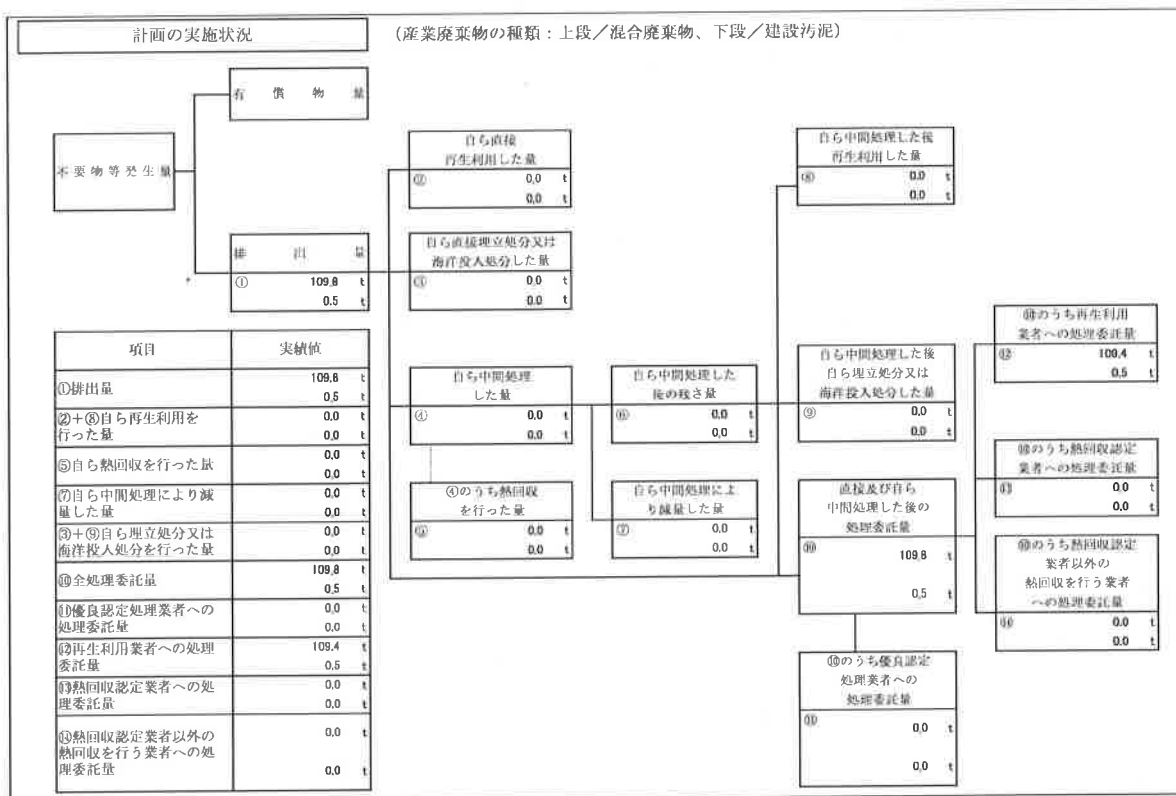 計画の実施状況
(産業廃棄物の種類：上段／混合廃棄物、下段／建設汚泥)
有償物量
不要物等発生量
排出量
① 109.8 t
0.5 t
自ら直接
再生利用した量
② 0.0 t
0.0 t
自ら直接埋立処分又は
海洋投入処分した量
③ 0.0 t
0.0 t
自ら中間処理した後
再生利用した量
⑧ 0.0 t
0.0 t
自ら中間処理
した量
④ 0.0 t
0.0 t
自ら中間処理した
後の残さ量
⑥ 0.0 t
0.0 t
自ら中間処理した後
自ら埋立処分又は
海洋投入処分した量
⑨ 0.0 t
0.0 t
⑩のうち再生利用
業者への処理委託量
⑫ 109.4 t
0.5 t
④のうち熱回収
を行った量
⑤ 0.0 t
0.0 t
自ら中間処理によ
り減量した量
⑦ 0.0 t
0.0 t
直接及び自ら
中間処理した後の
処理委託量
⑩ 109.8 t
0.5 t
⑩のうち熱回収認定
業者への処理委託量
⑬ 0.0 t
0.0 t
⑩のうち熱回収認定
業者以外の
熱回収を行う業者
への処理委託量
⑭ 0.0 t
0.0 t
⑩のうち優良認定
処理業者への
処理委託量
⑪ 0.0 t
0.0 t
項目 実績値
①排出量 109.8 t
0.5 t
②＋⑧自ら再生利用を
行った量
0.0 t
0.0 t
⑤自ら熱回収を行った量 0.0 t
0.0 t
⑦自ら中間処理により減
量した量
0.0 t
0.0 t
③＋⑨自ら埋立処分又は
海洋投入処分を行った量
0.0 t
0.0 t
⑩全処理委託量 109.8 t
0.5 t
⑪優良認定処理業者への
処理委託量
0.0 t
0.0 t
⑫再生利用業者への処理
委託量
109.4 t
0.5 t
⑬熱回収認定業者への処
理委託量
0.0 t
0.0 t
⑭熱回収認定業者以外の
熱回収を行う業者への処
理委託量
0.0 t
0.0 t